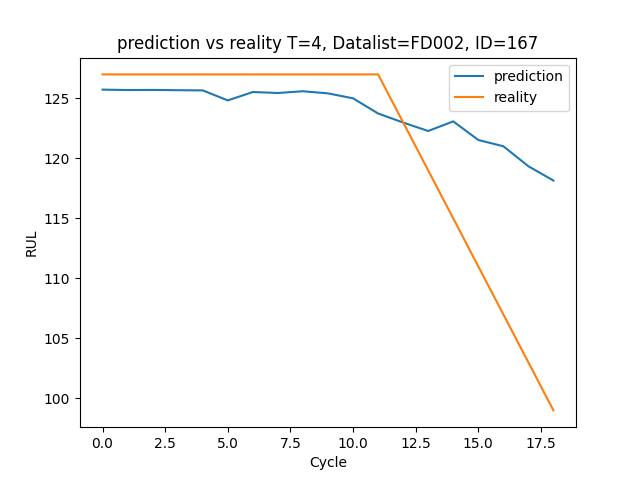 prediction vs reality T=4, Datalist=FD002, ID=167
prediction
reality
RUL
125
120
115
110
105
100
0.0 2.5 5.0 7.5 10.0 12.5 15.0 17.5
Cycle